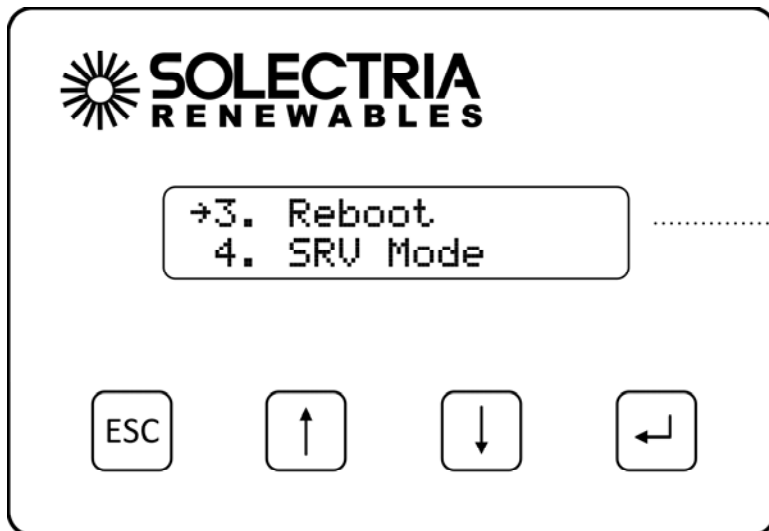 SOLECTRIA
RENEWABLES
→3. Reboot
4. SRV Mode
ESC ↑ ↓ ↵